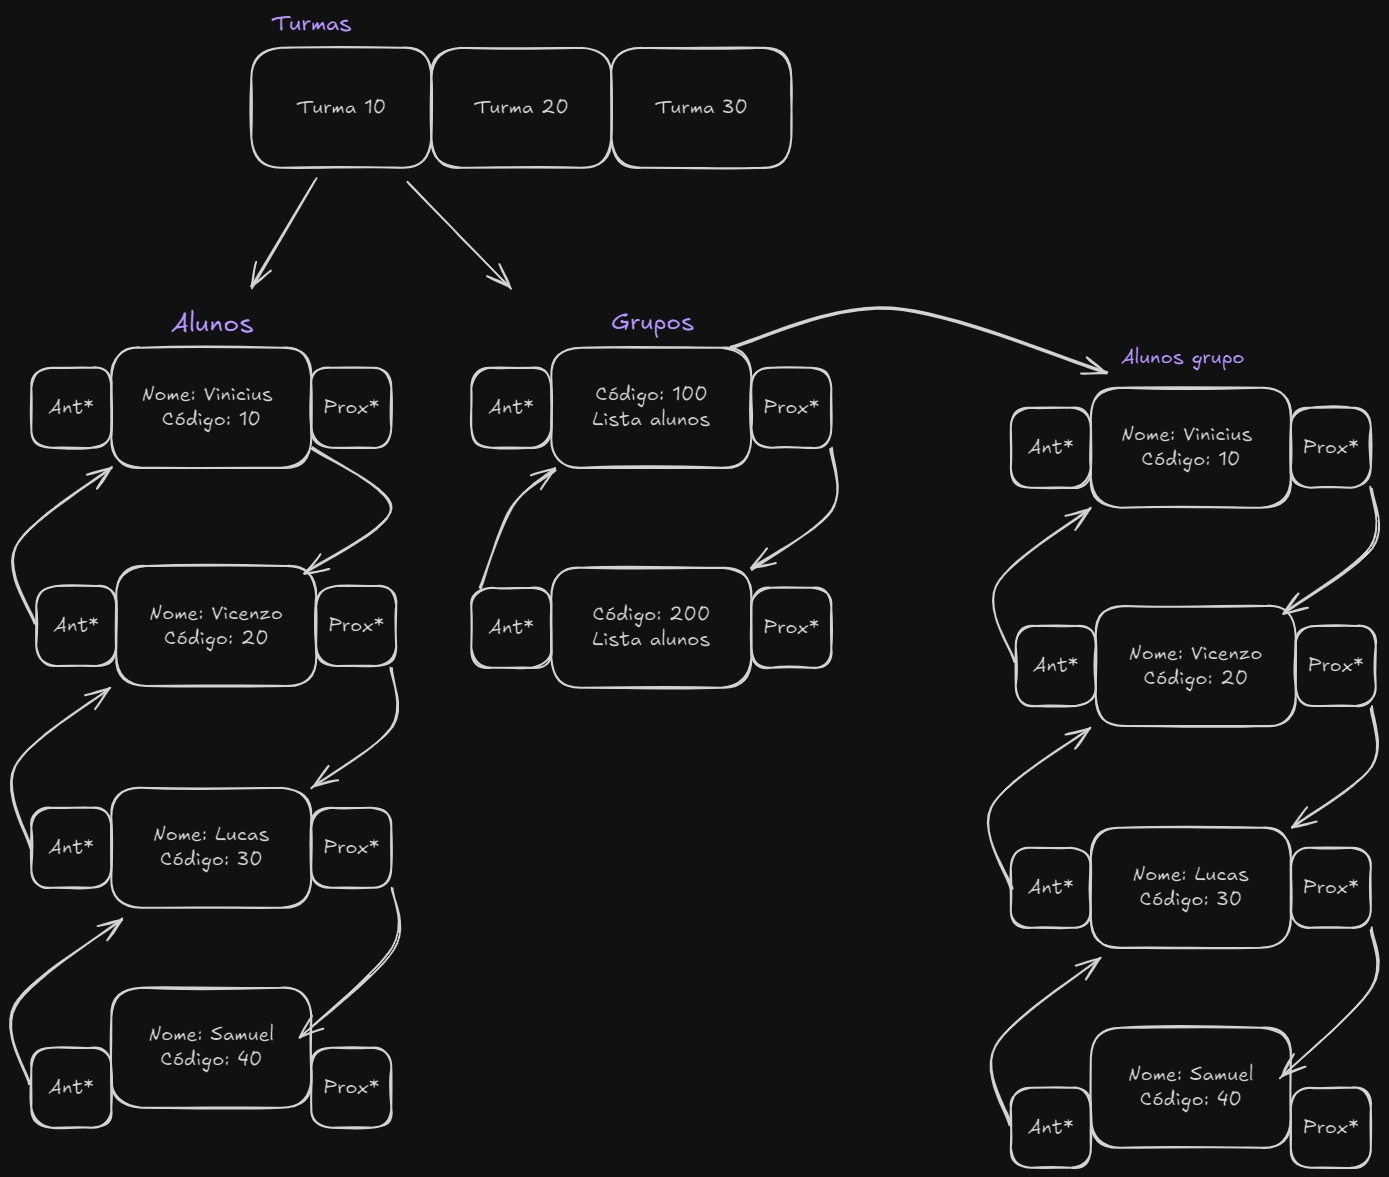 Turmas
Turma 10
Turma 20
Turma 30
Alunos
Ant*
Nome: Vinicius
Código: 10
Prox*
Ant*
Nome: Vicenzo
Código: 20
Prox*
Ant*
Nome: Lucas
Código: 30
Prox*
Ant*
Nome: Samuel
Código: 40
Prox*
Grupos
Ant*
Código: 100
Lista alunos
Prox*
Ant*
Código: 200
Lista alunos
Prox*
Alunos grupo
Ant*
Nome: Vinicius
Código: 10
Prox*
Ant*
Nome: Vicenzo
Código: 20
Prox*
Ant*
Nome: Lucas
Código: 30
Prox*
Ant*
Nome: Samuel
Código: 40
Prox*